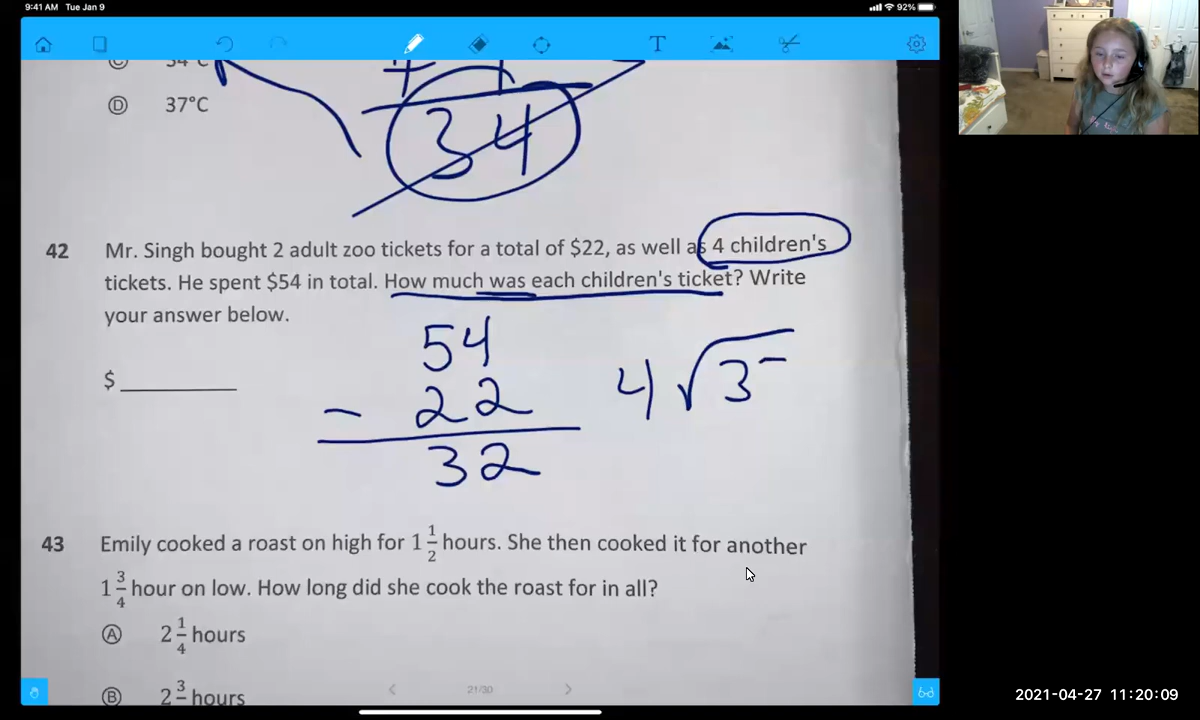 9:41 AM Tue Jan 9
92%
T
Ⓒ 34°C
Ⓓ 37°C
34
42 Mr. Singh bought 2 adult zoo tickets for a total of $22, as well as 4 children's
tickets. He spent $54 in total. How much was each children's ticket? Write
your answer below.
$ ________
54
- 22
32
4 √3
43 Emily cooked a roast on high for 1 1/2 hours. She then cooked it for another
1 3/4 hour on low. How long did she cook the roast for in all?
Ⓐ 2 1/4 hours
Ⓑ 2 3/4 hours
21/30
2021-04-27 11:20:09